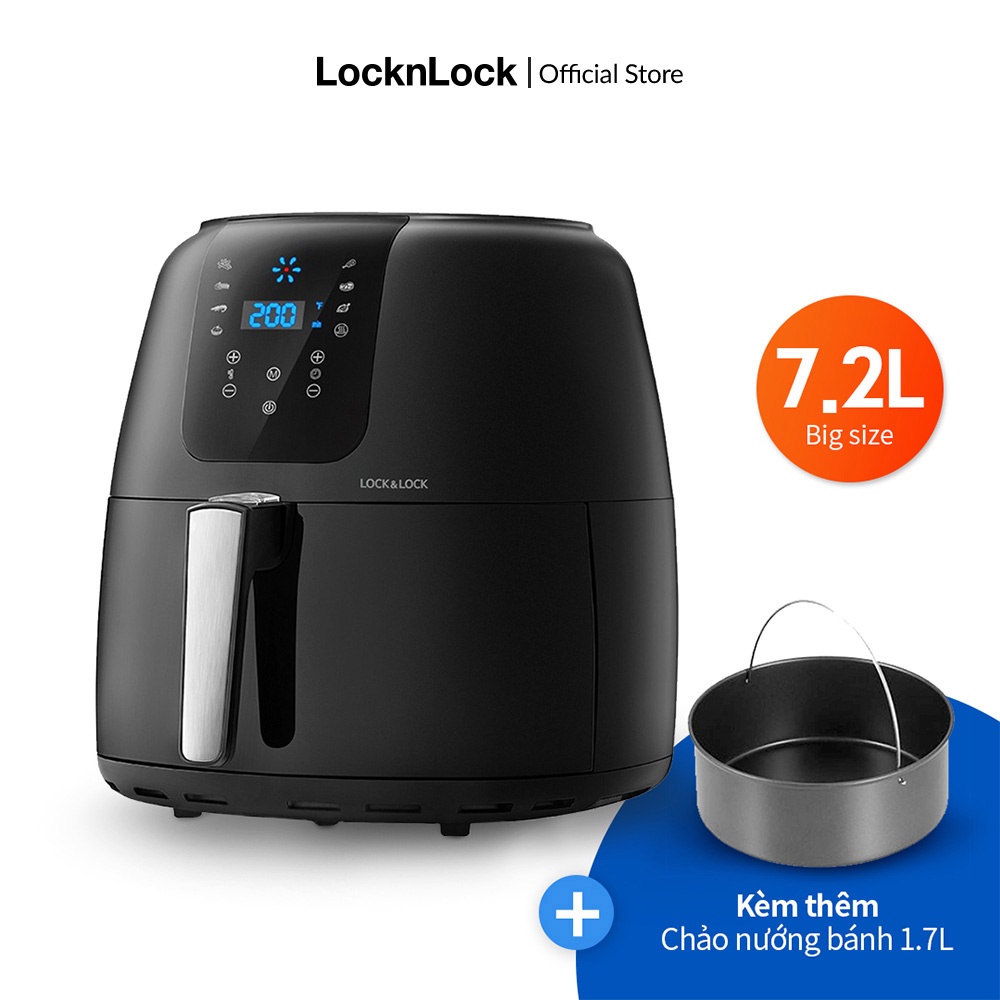 LocknLock | Official Store
200
°F
M
LOCK&LOCK
7.2L
Big size
Kèm thêm
Chảo nướng bánh 1.7L